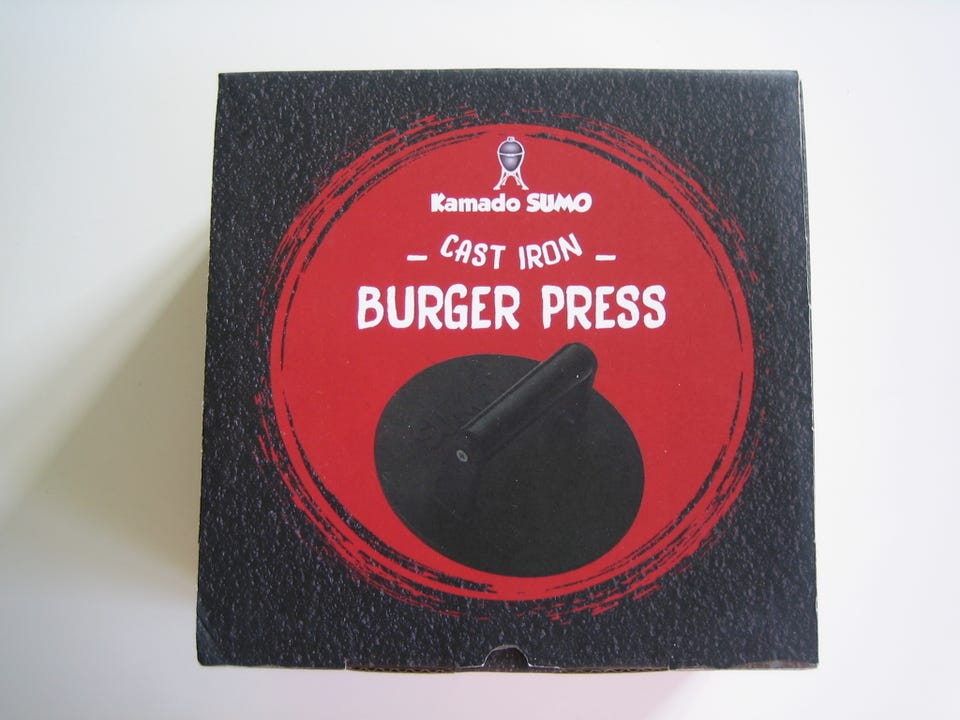 Kamado SUMO
– CAST IRON –
BURGER PRESS